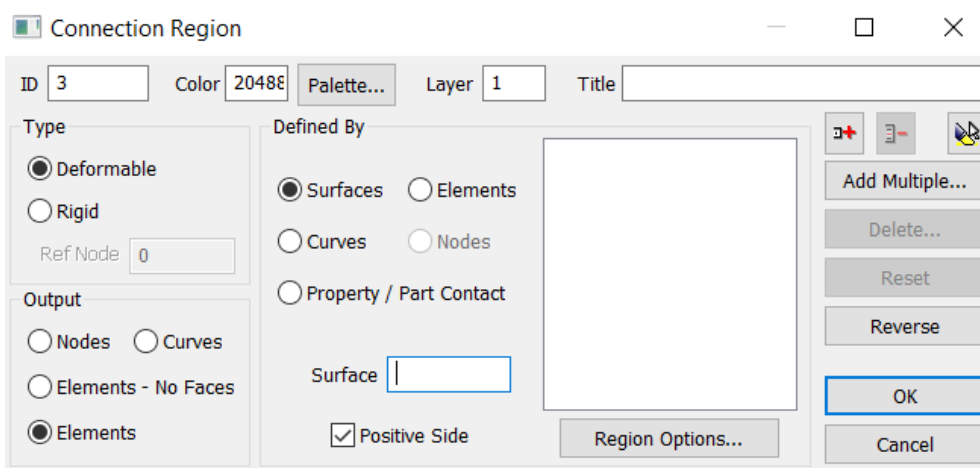 Connection Region
ID 3 Color 20488 Palette... Layer 1 Title
Type
Deformable
Rigid
Ref Node 0
Output
Nodes Curves
Elements - No Faces
Elements
Defined By
Surfaces Elements
Curves Nodes
Property / Part Contact
Surface
Positive Side
Region Options...
Add Multiple...
Delete...
Reset
Reverse
OK
Cancel